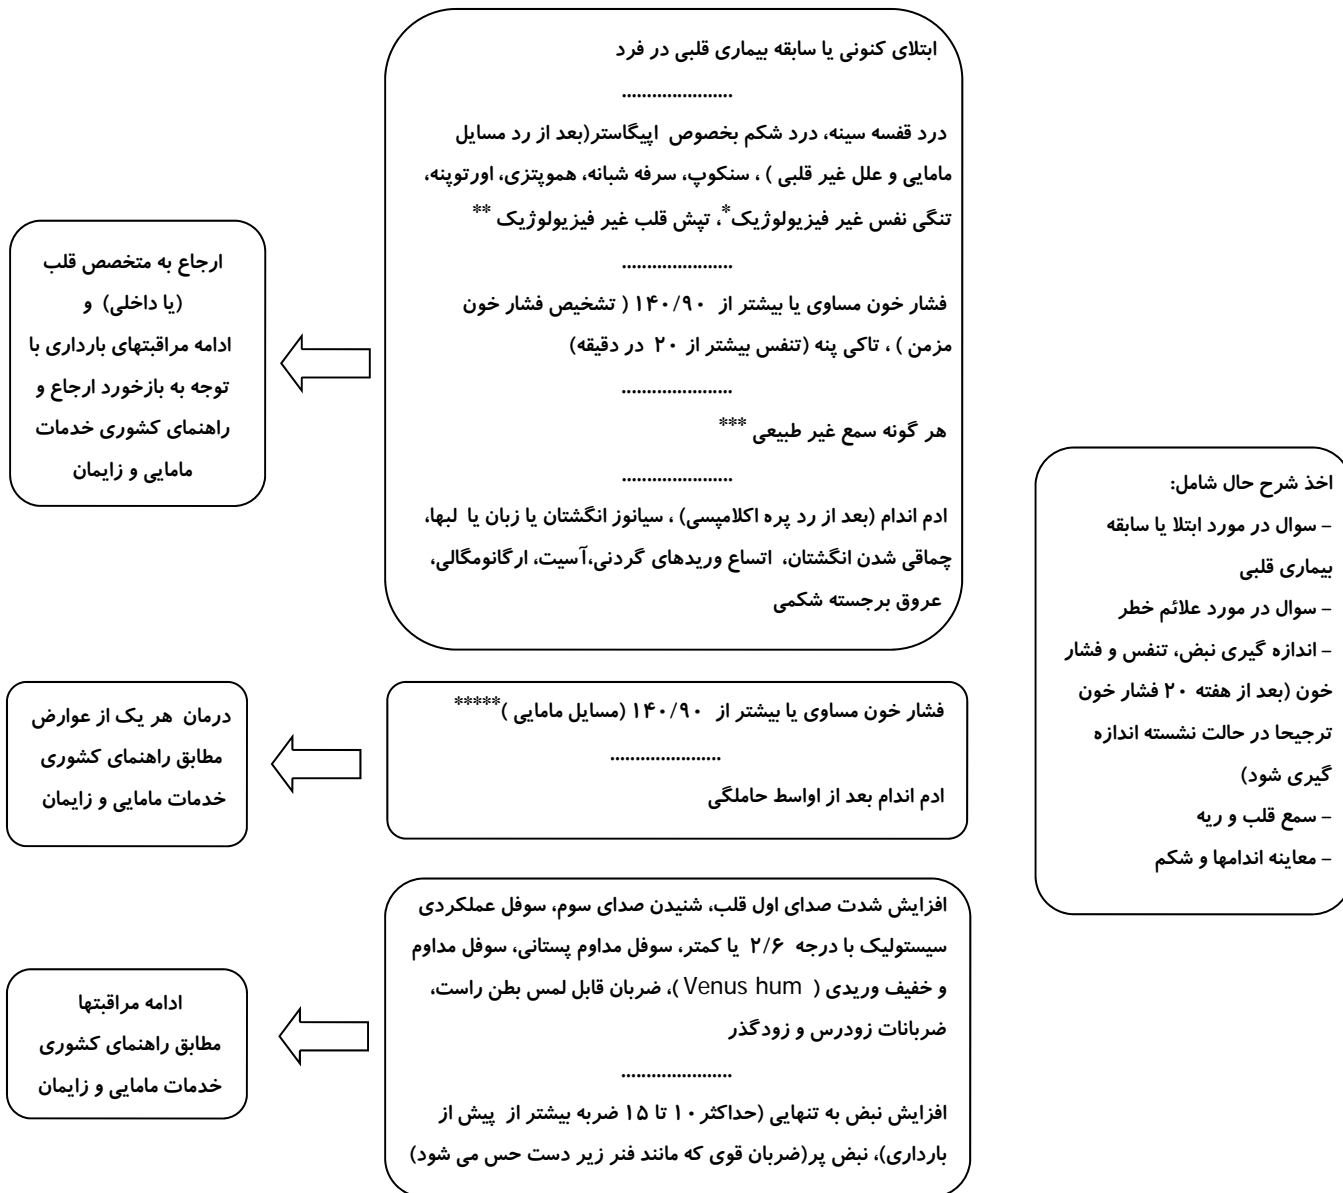 اخذ شرح حال شامل:
– سوال در مورد ابتلا یا سابقه
بیماری قلبی
– سوال در مورد علائم خطر
– اندازه گیری نبض، تنفس و فشار
خون (بعد از هفته ۲۰ فشار خون
ترجیحا در حالت نشسته اندازه
گیری شود)
– سمع قلب و ریه
– معاینه اندامها و شکم
ابتلای کنونی یا سابقه بیماری قلبی در فرد
......................
درد قفسه سینه، درد شکم بخصوص اپیگاستر(بعد از رد مسایل
مامایی و علل غیر قلبی ) ، سنکوپ، سرفه شبانه، هموپتزی، اورتوپنه،
تنگی نفس غیر فیزیولوژیک*، تپش قلب غیر فیزیولوژیک **
......................
فشار خون مساوی یا بیشتر از ۱۴۰/۹۰ ( تشخیص فشار خون
مزمن ) ، تاکی پنه (تنفس بیشتر از ۲۰ در دقیقه)
......................
هر گونه سمع غیر طبیعی ***
......................
ادم اندام (بعد از رد پره اکلامپسی) ، سیانوز انگشتان یا زبان یا لبها،
چماقی شدن انگشتان، اتساع وریدهای گردنی،آسیت، ارگانومگالی،
عروق برجسته شکمی
ارجاع به متخصص قلب
(یا داخلی) و
ادامه مراقبتهای بارداری با
توجه به بازخورد ارجاع و
راهنمای کشوری خدمات
مامایی و زایمان
فشار خون مساوی یا بیشتر از ۱۴۰/۹۰ (مسایل مامایی )*****
......................
ادم اندام بعد از اواسط حاملگی
درمان هر یک از عوارض
مطابق راهنمای کشوری
خدمات مامایی و زایمان
افزایش شدت صدای اول قلب، شنیدن صدای سوم، سوفل عملکردی
سیستولیک با درجه ۲/۶ یا کمتر، سوفل مداوم پستانی، سوفل مداوم
و خفیف وریدی ( Venus hum )، ضربان قابل لمس بطن راست،
ضربانات زودرس و زودگذر
......................
افزایش نبض به تنهایی (حداکثر ۱۰ تا ۱۵ ضربه بیشتر از پیش از
بارداری)، نبض پر(ضربان قوی که مانند فنر زیر دست حس می شود)
ادامه مراقبتها
مطابق راهنمای کشوری
خدمات مامایی و زایمان